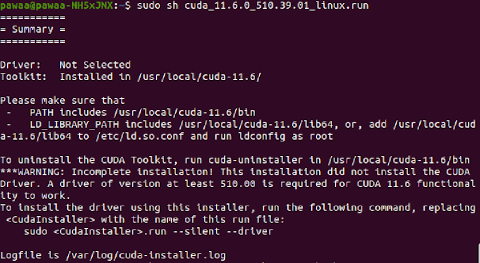 pawaa@pawaa-NH5xJNX:~$ sudo sh cuda_11.6.0_510.39.01_linux.run
===========
= Summary =
===========
Driver:   Not Selected
Toolkit:  Installed in /usr/local/cuda-11.6/
Please make sure that
 -   PATH includes /usr/local/cuda-11.6/bin
 -   LD_LIBRARY_PATH includes /usr/local/cuda-11.6/lib64, or, add /usr/local/cud
a-11.6/lib64 to /etc/ld.so.conf and run ldconfig as root
To uninstall the CUDA Toolkit, run cuda-uninstaller in /usr/local/cuda-11.6/bin
***WARNING: Incomplete installation! This installation did not install the CUDA
Driver. A driver of version at least 510.00 is required for CUDA 11.6 functional
ity to work.
To install the driver using this installer, run the following command, replacing
 <CudaInstaller> with the name of this run file:
    sudo <CudaInstaller>.run --silent --driver
Logfile is /var/log/cuda-installer.log